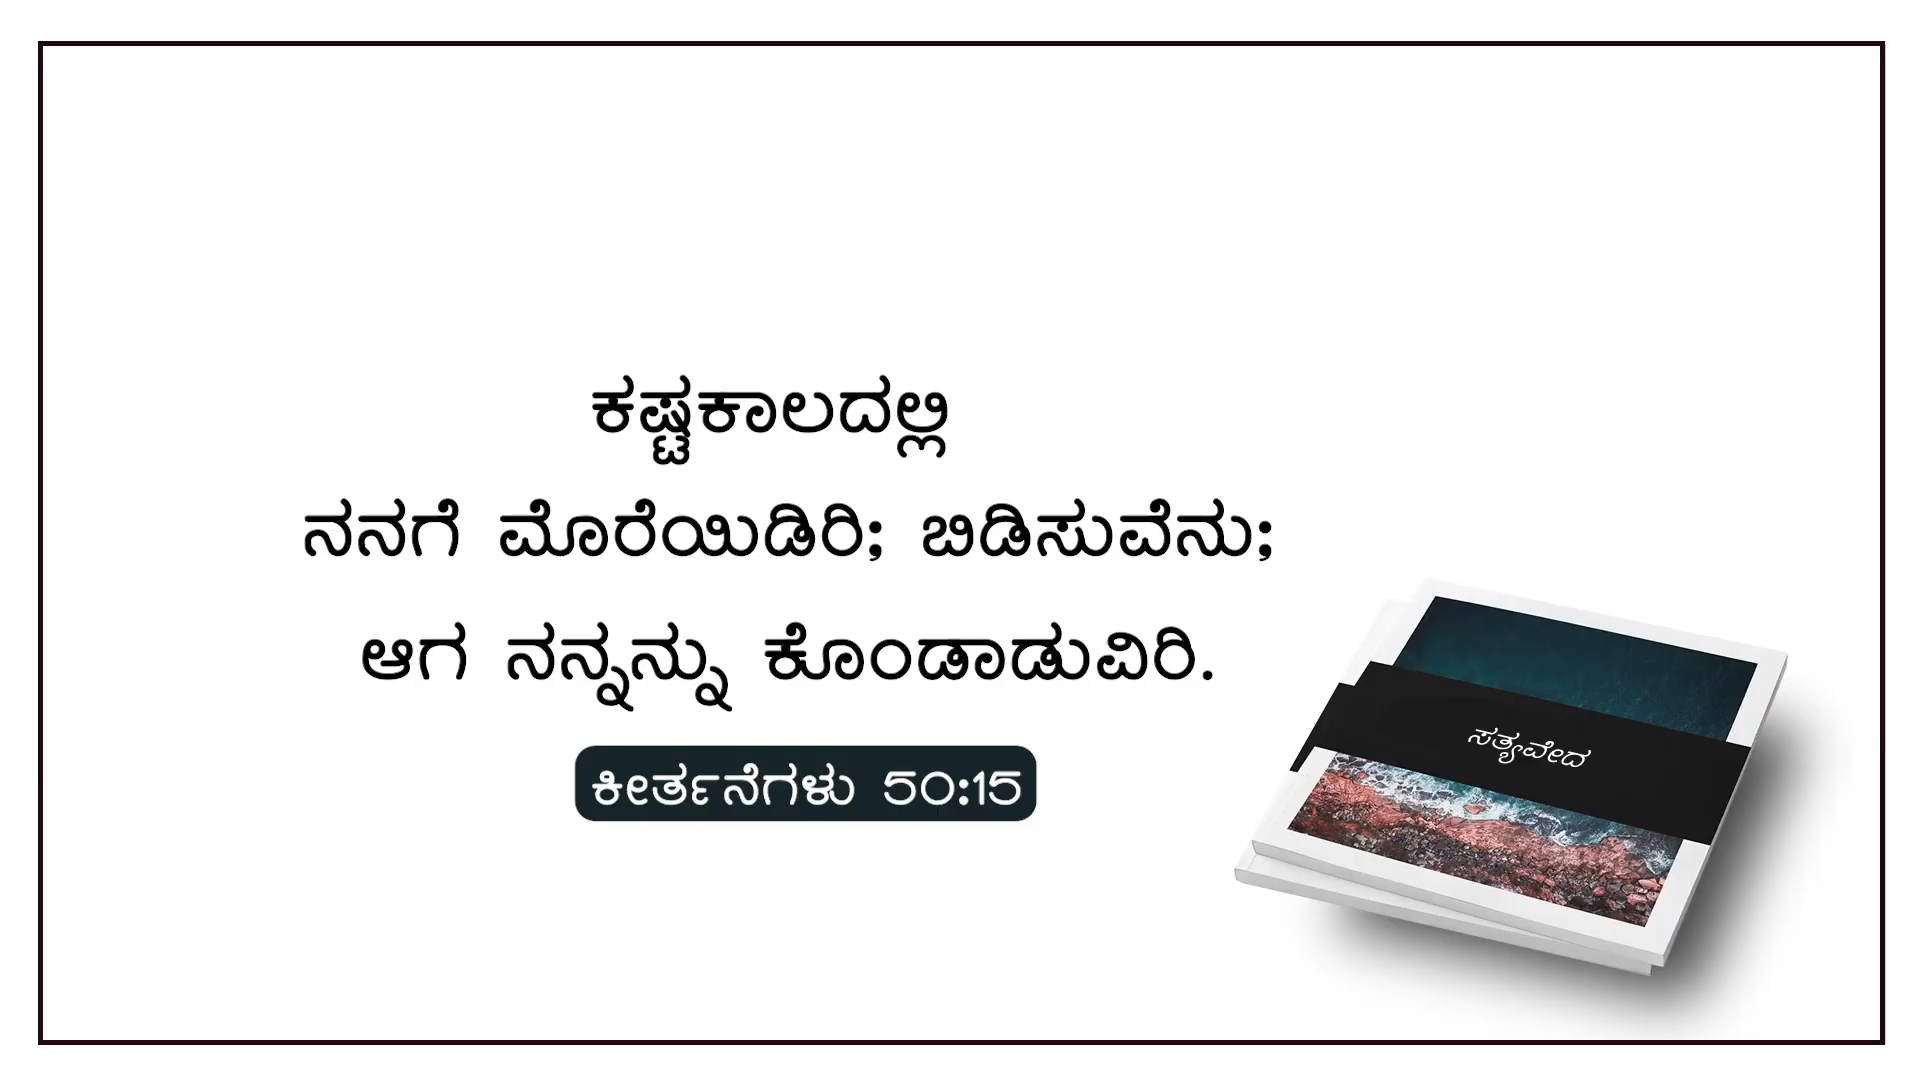 ಕಷ್ಟಕಾಲದಲ್ಲಿ
ನನಗೆ ಮೊರೆಯಿಡಿರಿ; ಬಿಡಿಸುವೆನು;
ಆಗ ನನ್ನನ್ನು ಕೊಂಡಾಡುವಿರಿ.
ಕೀರ್ತನೆಗಳು 50:15
ಸತ್ಯವೇದ